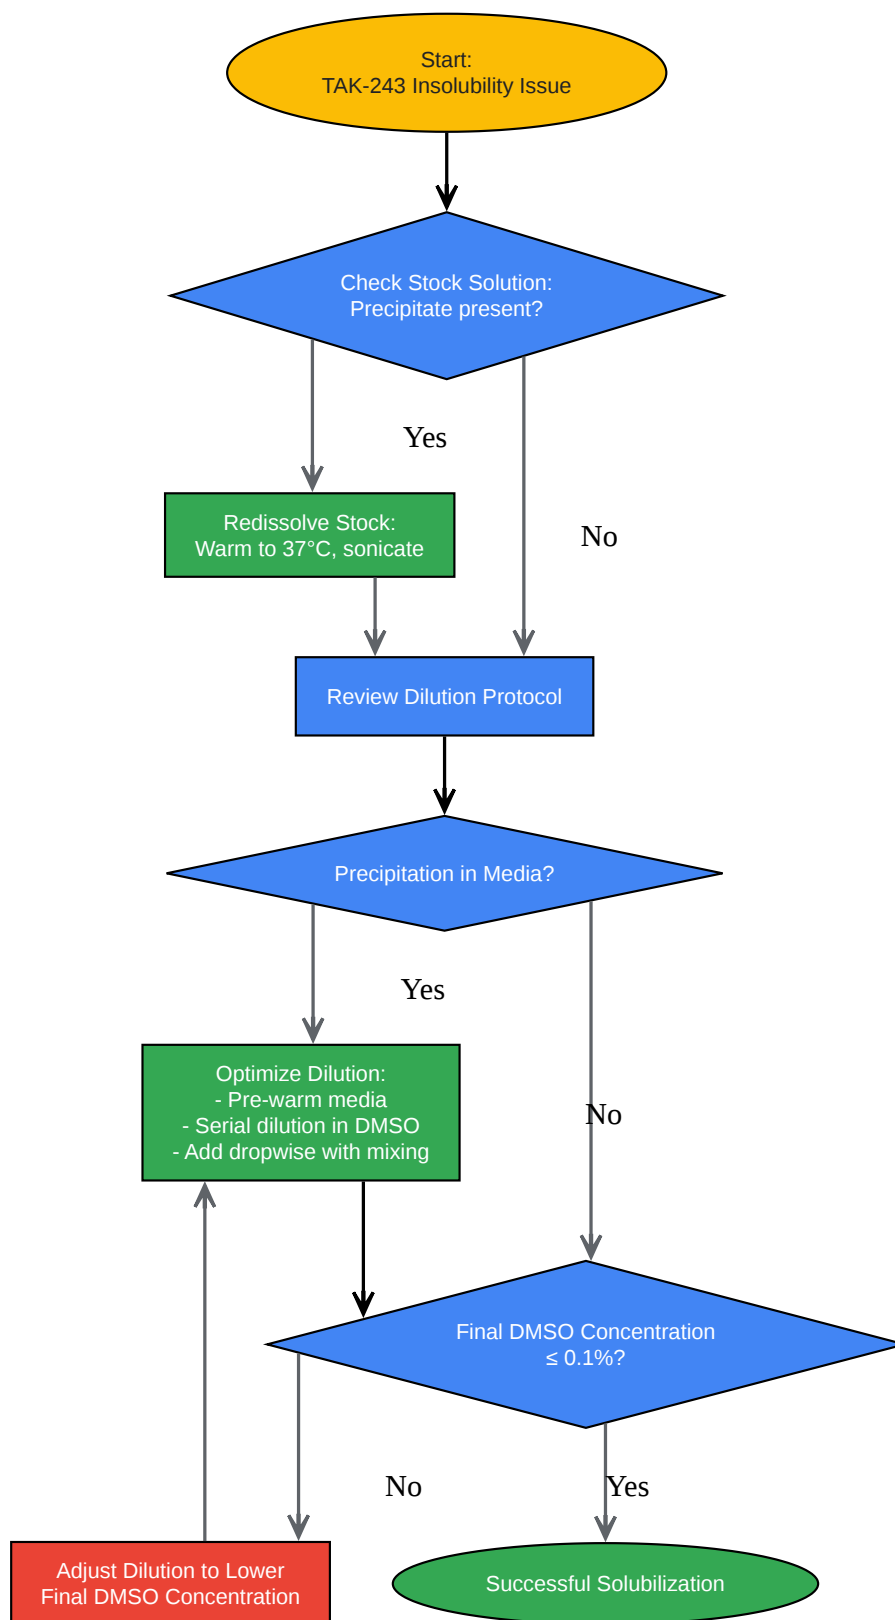 Start:
TAK-243 Insolubility Issue
Check Stock Solution:
Precipitate present?
Yes
Redissolve Stock:
Warm to 37°C, sonicate
No
Review Dilution Protocol
Precipitation in Media?
Yes
Optimize Dilution:
- Pre-warm media
- Serial dilution in DMSO
- Add dropwise with mixing
No
Final DMSO Concentration
≤ 0.1%?
No
Yes
Adjust Dilution to Lower
Final DMSO Concentration
Successful Solubilization